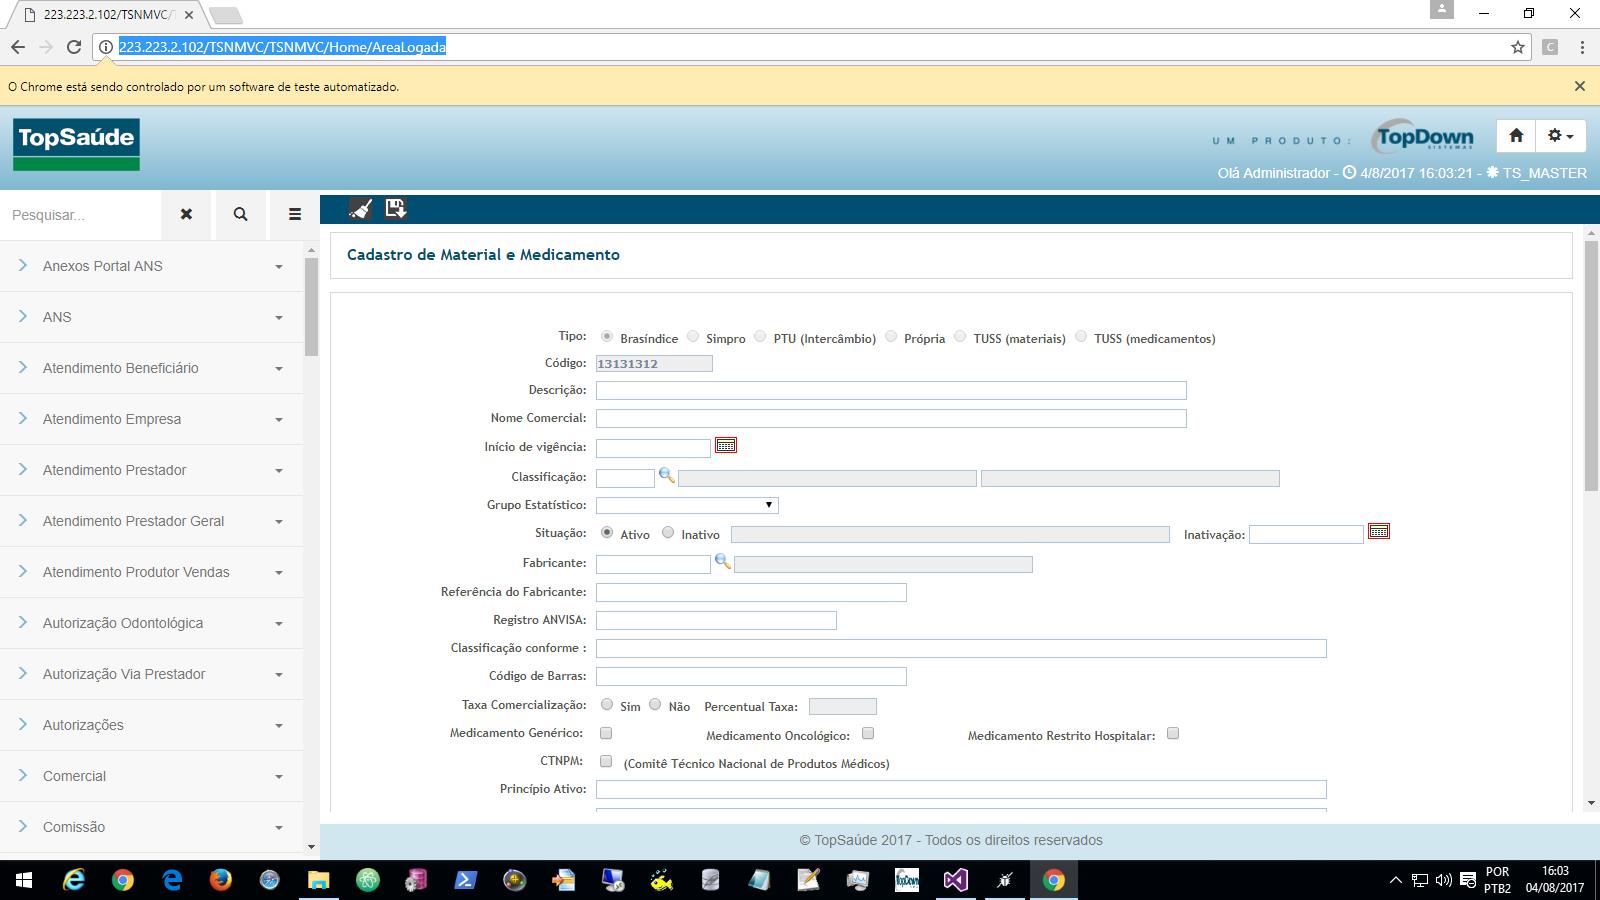 223.223.2.102/TSNMVC/T
223.223.2.102/TSNMVC/TSNMVC/Home/AreaLogada
C
O Chrome está sendo controlado por um software de teste automatizado.
TopSaúde
UM PRODUTO:
TopDown
SISTEMAS
Olá Administrador - 4/8/2017 16:03:21 - TS_MASTER
Pesquisar...
Anexos Portal ANS
ANS
Atendimento Beneficiário
Atendimento Empresa
Atendimento Prestador
Atendimento Prestador Geral
Atendimento Produtor Vendas
Autorização Odontológica
Autorização Via Prestador
Autorizações
Comercial
Comissão
Cadastro de Material e Medicamento
Tipo: Brasíndice Simpro PTU (Intercâmbio) Própria TUSS (materiais) TUSS (medicamentos)
Código: 13131312
Descrição:
Nome Comercial:
Início de vigência:
Classificação:
Grupo Estatístico:
Situação: Ativo Inativo Inativação:
Fabricante:
Referência do Fabricante:
Registro ANVISA:
Classificação conforme :
Código de Barras:
Taxa Comercialização: Sim Não Percentual Taxa:
Medicamento Genérico: Medicamento Oncológico: Medicamento Restrito Hospitalar:
CTNPM: (Comitê Técnico Nacional de Produtos Médicos)
Princípio Ativo:
© TopSaúde 2017 - Todos os direitos reservados
TopDown
POR
PTB2
16:03
04/08/2017